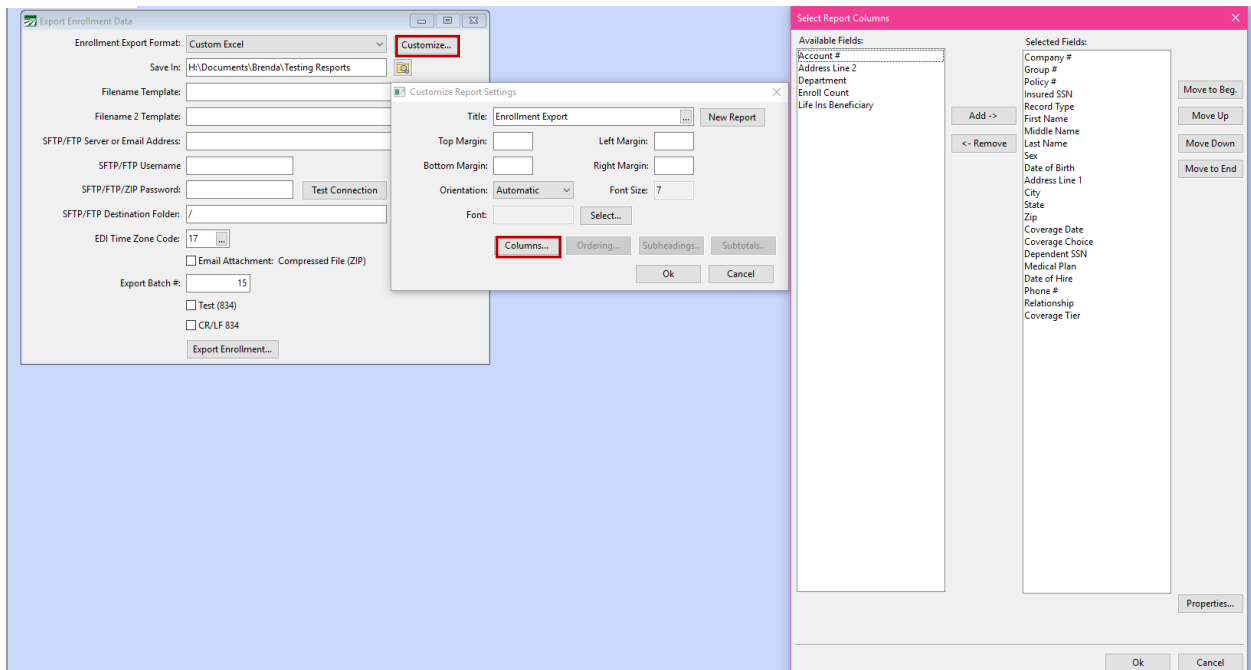 Export Enrollment Data
Enrollment Export Format: Custom Excel Customize...
Save In: H:\Documents\Brenda\Testing Resports
Filename Template:
Filename 2 Template:
SFTP/FTP Server or Email Address:
SFTP/FTP Username
SFTP/FTP/ZIP Password: Test Connection
SFTP/FTP Destination Folder: /
EDI Time Zone Code: 17 ...
Email Attachment: Compressed File (ZIP)
Export Batch #: 15
Test (834)
CR/LF 834
Export Enrollment...
Customize Report Settings
Title: Enrollment Export ... New Report
Top Margin: Left Margin:
Bottom Margin: Right Margin:
Orientation: Automatic Font Size: 7
Font: Select...
Columns... Ordering... Subheadings.. Subtotals..
Ok Cancel
Select Report Columns
Available Fields:
Account #
Address Line 2
Department
Enroll Count
Life Ins Beneficiary
Add ->
<- Remove
Selected Fields:
Company #
Group #
Policy #
Insured SSN
Record Type
First Name
Middle Name
Last Name
Sex
Date of Birth
Address Line 1
City
State
Zip
Coverage Date
Coverage Choice
Dependent SSN
Medical Plan
Date of Hire
Phone #
Relationship
Coverage Tier
Move to Beg.
Move Up
Move Down
Move to End
Properties...
Ok Cancel